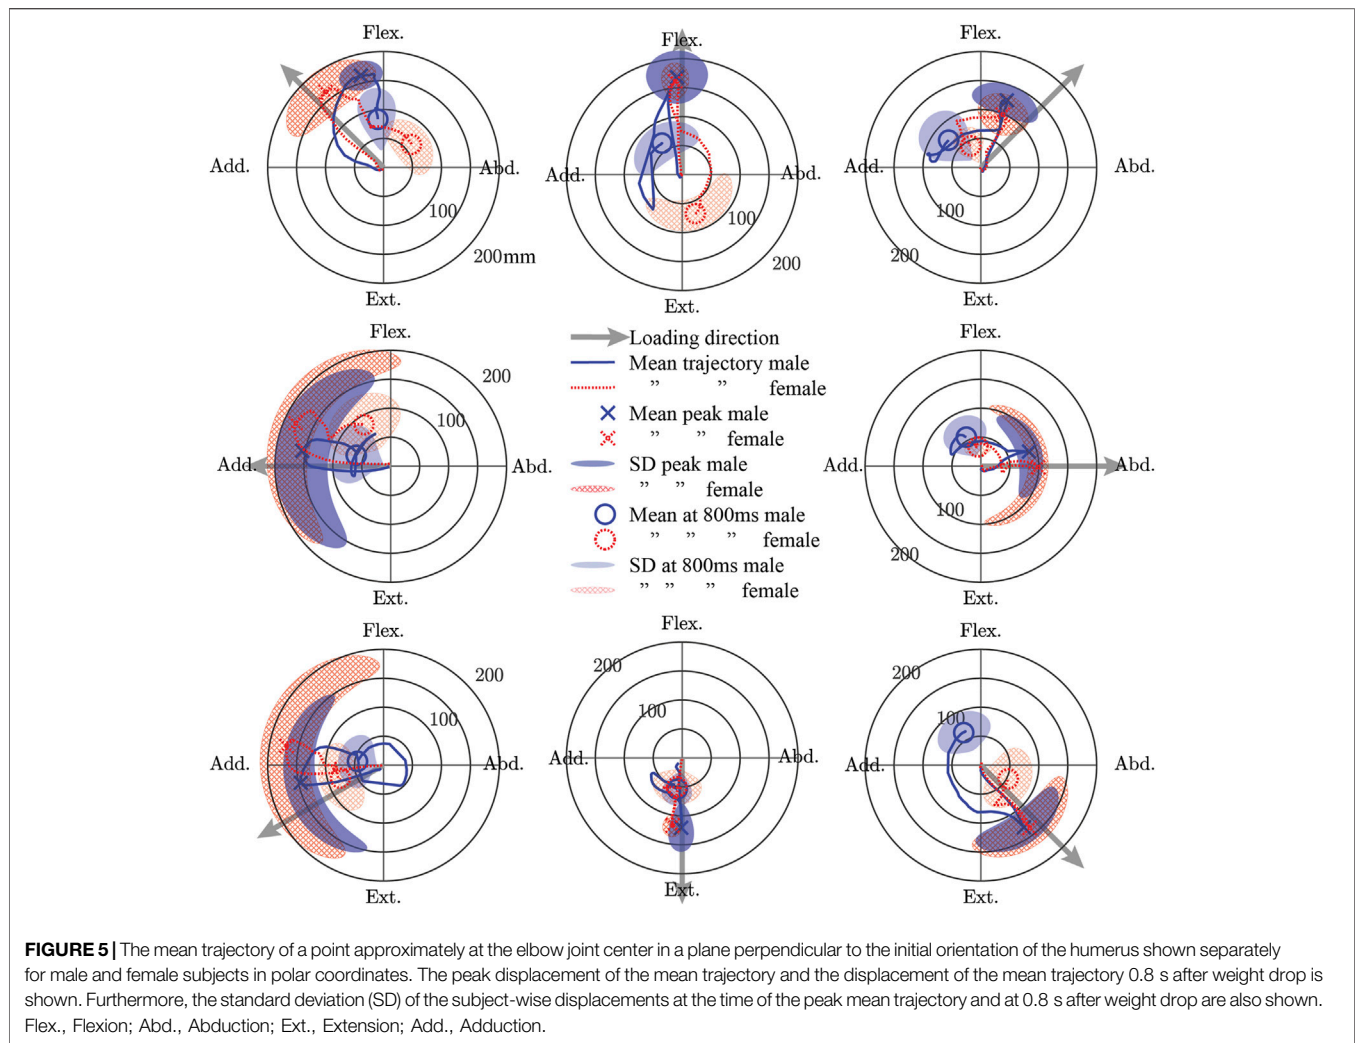 Flex.
Flex.
Flex.
Add.
Abd.
Add.
Abd.
Add.
Abd.
100
100
100
200mm
200
200
Ext.
Ext.
Ext.
Flex.
Loading direction
Flex.
Mean trajectory male
200
” ” female
100
Mean peak male
” ” female
Add.
Abd.
SD peak male
Add.
Abd.
” ” female
Mean at 800ms male
100
” ” ” female
200
SD at 800ms male
” ” ” female
Ext.
Ext.
Flex.
Flex.
Flex.
200
200
200
100
100
100
Add.
Abd.
Add.
Abd.
Add.
Abd.
Ext.
Ext.
Ext.
FIGURE 5 | The mean trajectory of a point approximately at the elbow joint center in a plane perpendicular to the initial orientation of the humerus shown separately
for male and female subjects in polar coordinates. The peak displacement of the mean trajectory and the displacement of the mean trajectory 0.8 s after weight drop is
shown. Furthermore, the standard deviation (SD) of the subject-wise displacements at the time of the peak mean trajectory and at 0.8 s after weight drop are also shown.
Flex., Flexion; Abd., Abduction; Ext., Extension; Add., Adduction.